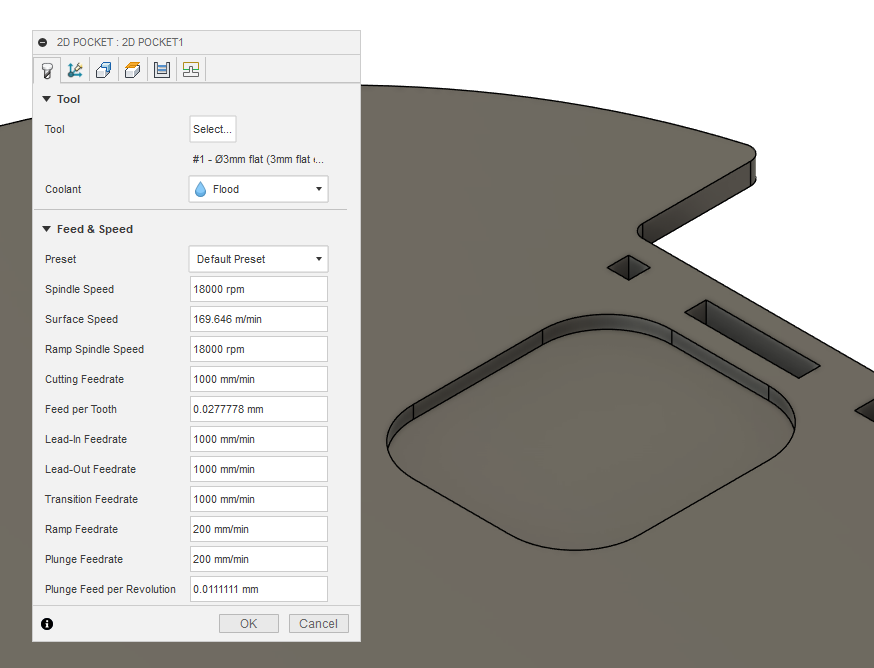 2D POCKET : 2D POCKET1
Tool
Tool Select...
#1 - Ø3mm flat (3mm flat (...
Coolant Flood
Feed & Speed
Preset Default Preset
Spindle Speed 18000 rpm
Surface Speed 169.646 m/min
Ramp Spindle Speed 18000 rpm
Cutting Feedrate 1000 mm/min
Feed per Tooth 0.0277778 mm
Lead-In Feedrate 1000 mm/min
Lead-Out Feedrate 1000 mm/min
Transition Feedrate 1000 mm/min
Ramp Feedrate 200 mm/min
Plunge Feedrate 200 mm/min
Plunge Feed per Revolution 0.0111111 mm
OK Cancel